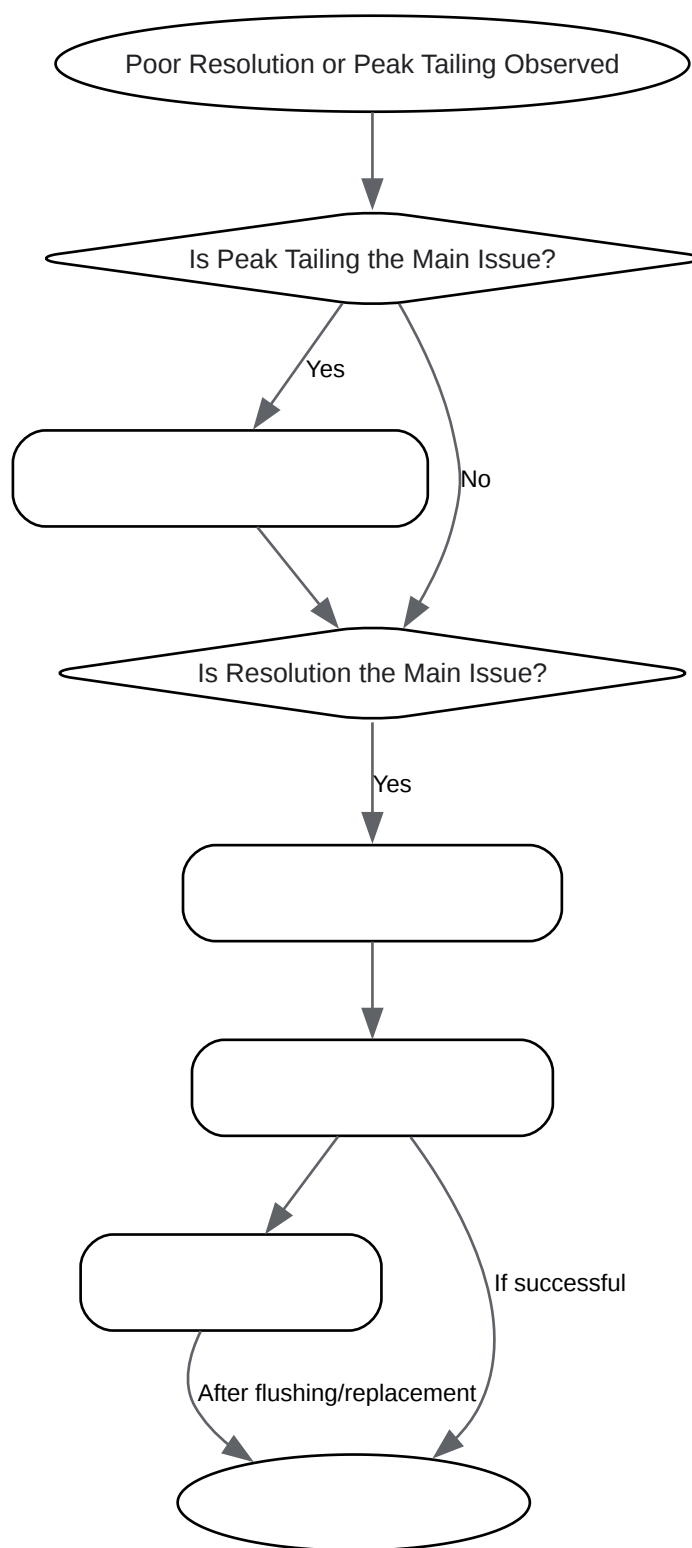 Poor Resolution or Peak Tailing Observed
Is Peak Tailing the Main Issue?
Yes
No
Is Resolution the Main Issue?
Yes
If successful
After flushing/replacement